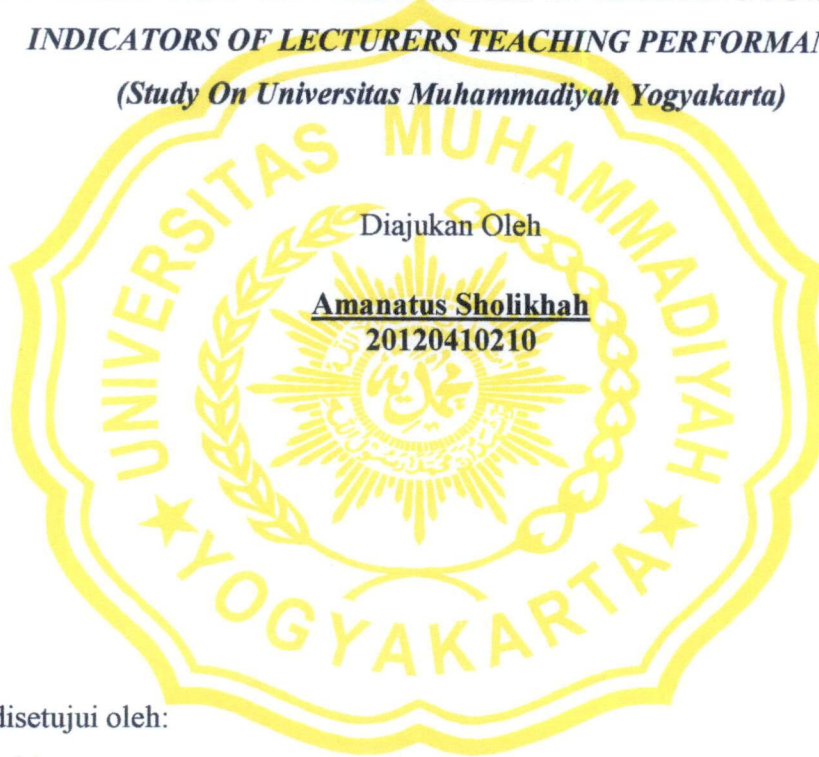 INDICATORS OF LECTURERS TEACHING
(Study On Universitas Muhammadiyah Yogyakarta)
UNIVERSITAS MUHAMMADIYAH
Diajukan Oleh
Amanatus Sholikhah
20120410210
محمد
YOGYAKARTA
disetujui oleh: